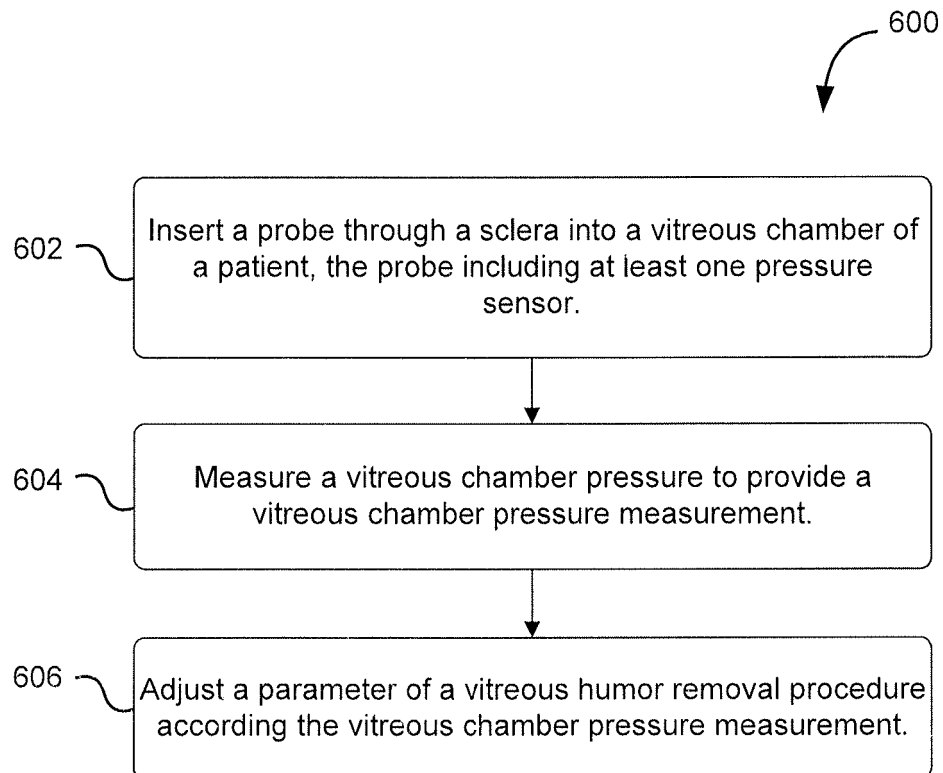 600
602
Insert a probe through a sclera into a vitreous chamber of
a patient, the probe including at least one pressure
sensor.
604
Measure a vitreous chamber pressure to provide a
vitreous chamber pressure measurement.
606
Adjust a parameter of a vitreous humor removal procedure
according the vitreous chamber pressure measurement.